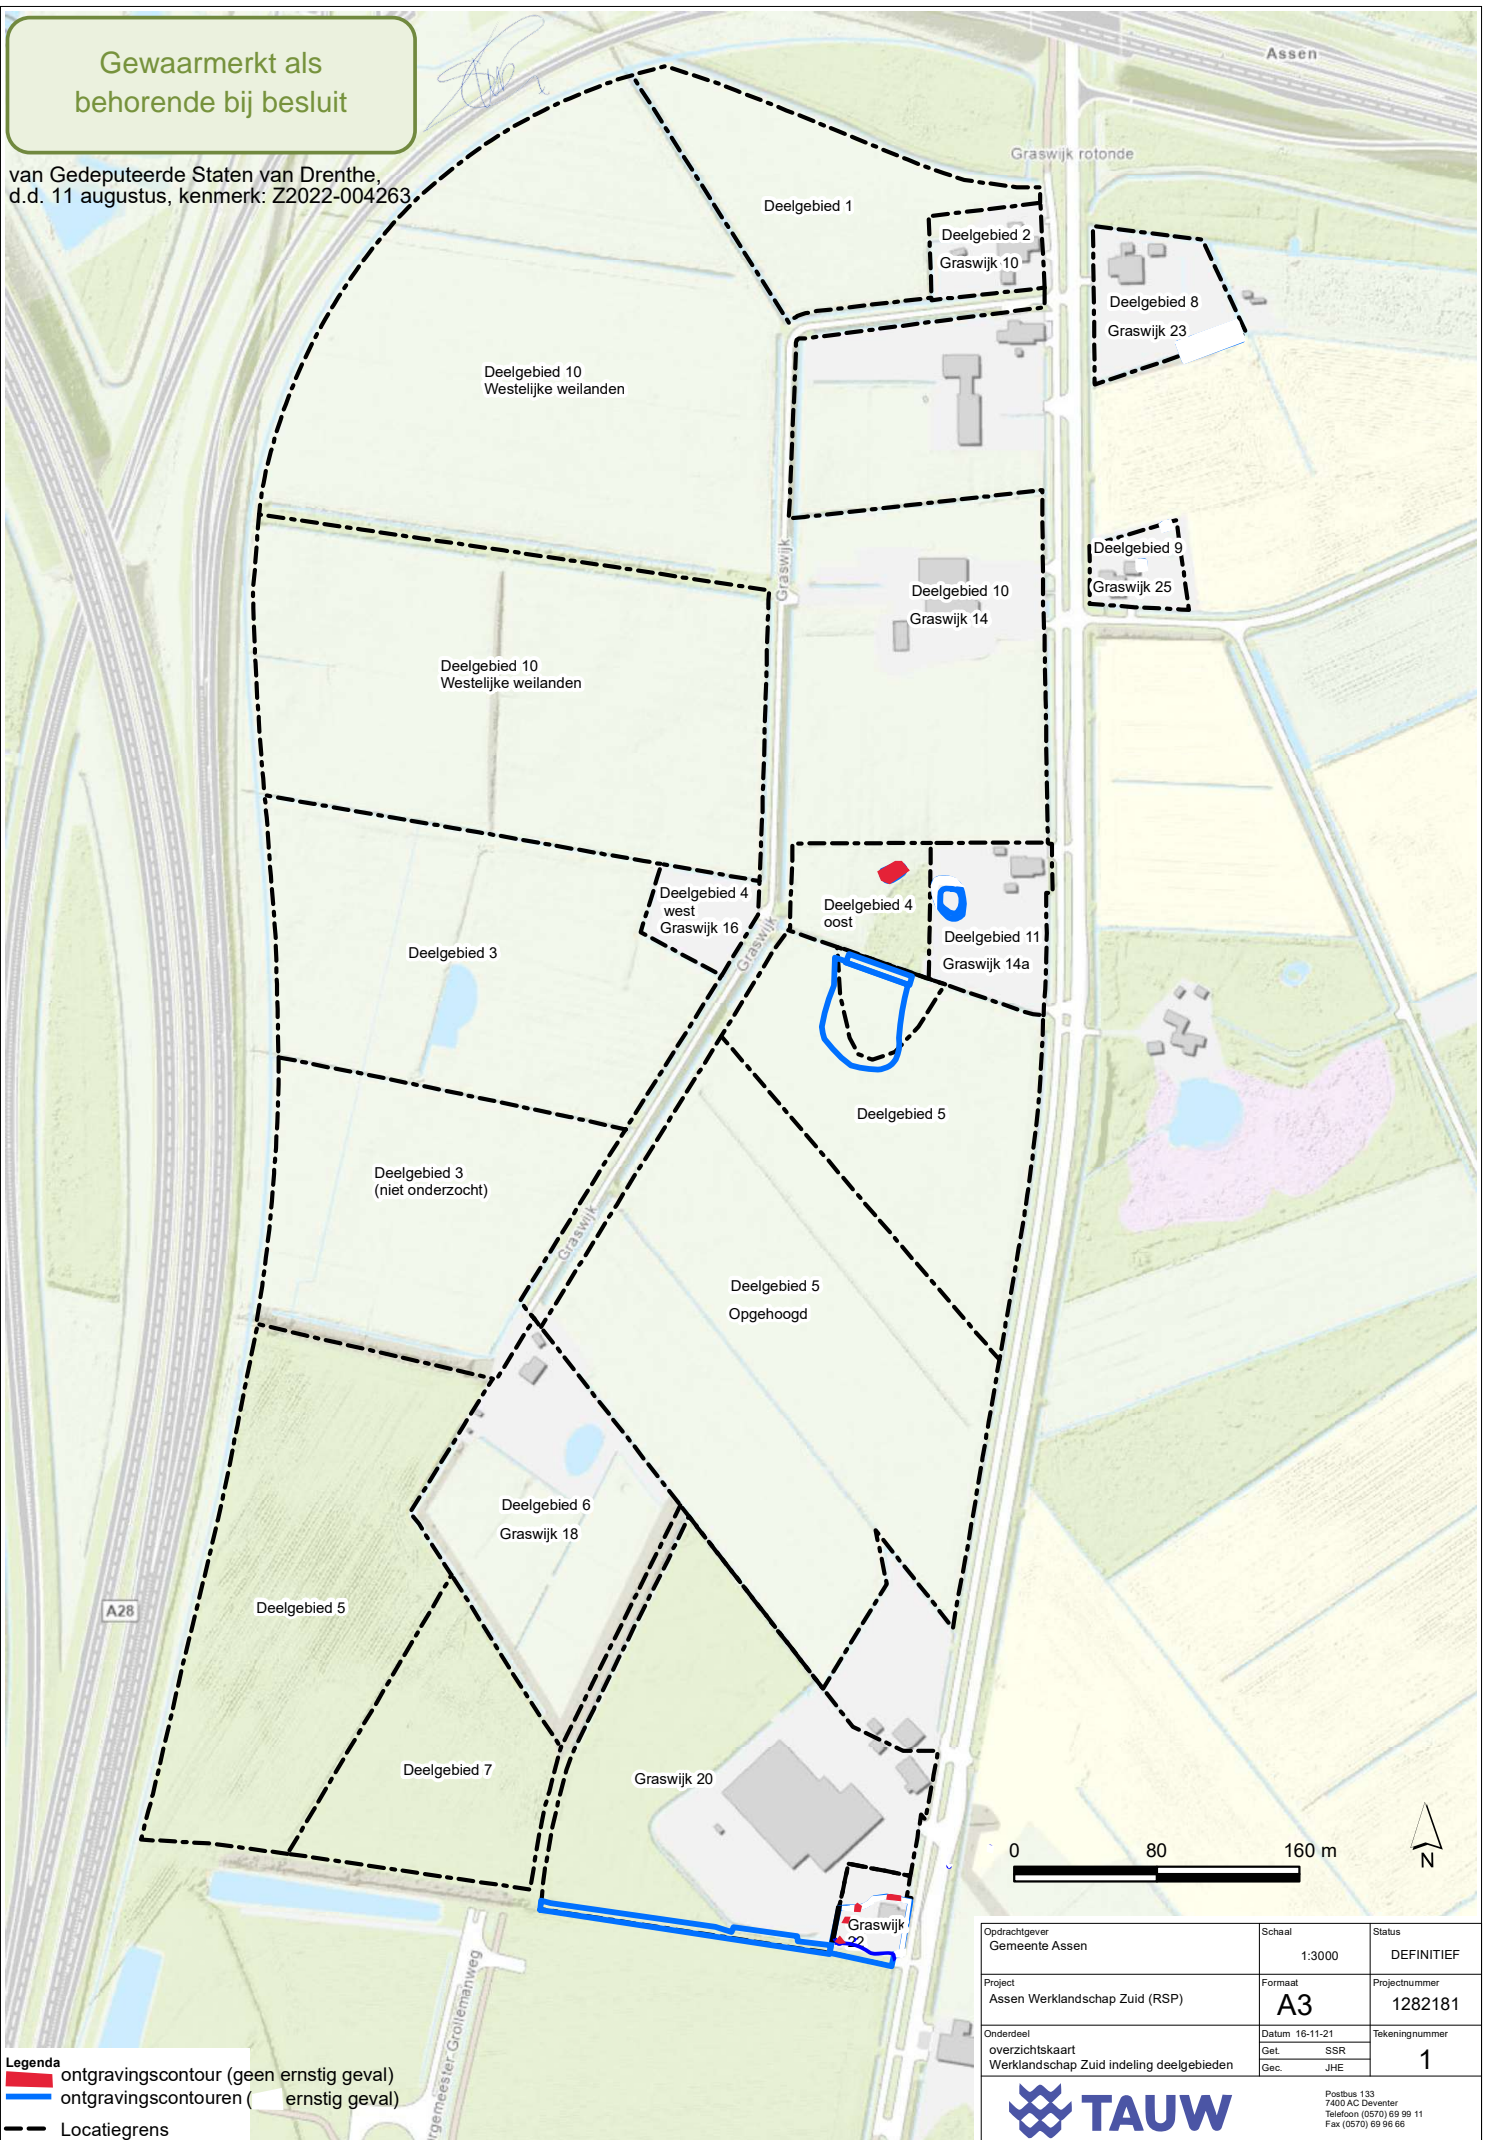 Gewaarmerkt als
behorende bij besluit
van Gedeputeerde Staten van Drenthe,
d.d. 11 augustus, kenmerk: Z2022-004263
Assen
Graswijk rotonde
Deelgebied 1
Deelgebied 2
Graswijk 10
Deelgebied 8
Graswijk 23
Deelgebied 10
Westelijke weilanden
Graswijk
Deelgebied 9
Graswijk 25
Deelgebied 10
Graswijk 14
Deelgebied 10
Westelijke weilanden
Deelgebied 4
west
Graswijk 16
Deelgebied 4
oost
Deelgebied 11
Graswijk 14a
Deelgebied 3
Graswijk
Deelgebied 5
Deelgebied 3
(niet onderzocht)
Graswijk
Deelgebied 5
Opgehoogd
Deelgebied 6
Graswijk 18
A28
Deelgebied 5
Deelgebied 7
Graswijk 20
Graswijk
22
0 80 160 m
N
rgemeester Grollemanweg
Legenda
ontgravingscontour (geen ernstig geval)
ontgravingscontouren ( ernstig geval)
Locatiegrens
Opdrachtgever
Gemeente Assen
Schaal
1:3000
Status
DEFINITIEF
Project
Assen Werklandschap Zuid (RSP)
Formaat
A3
Projectnummer
1282181
Onderdeel
overzichtskaart
Werklandschap Zuid indeling deelgebieden
Datum 16-11-21
Get. SSR
Gec. JHE
Tekeningnummer
1
TAUW
Postbus 133
7400 AC Deventer
Telefoon (0570) 69 99 11
Fax (0570) 69 96 66